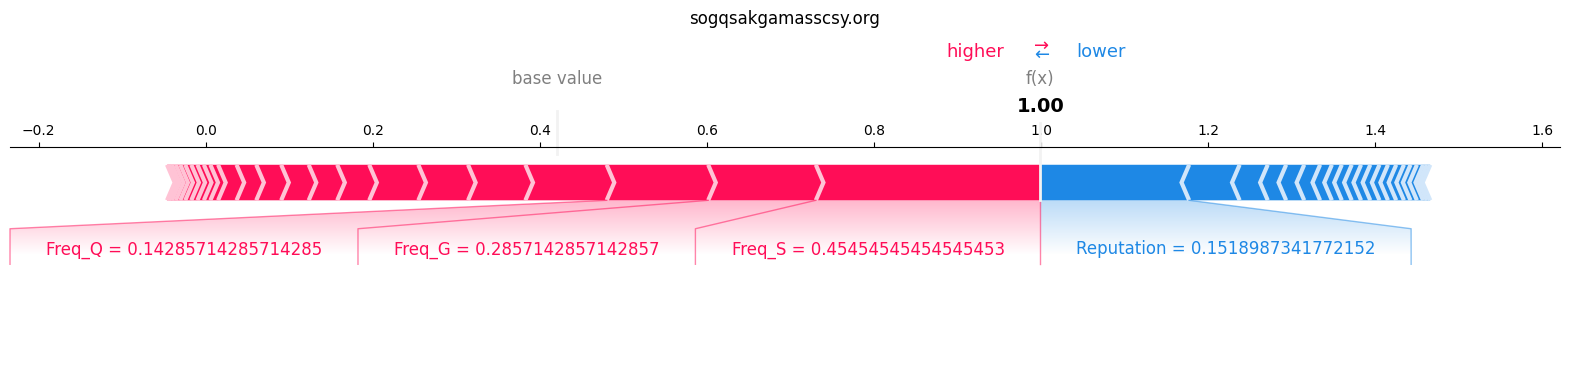 sogqsakgamasscsy.org
higher → ← lower
base value f(x)
1.00
−0.2 0.0 0.2 0.4 0.6 0.8 1.0 1.2 1.4 1.6
Freq_Q = 0.14285714285714285 Freq_G = 0.2857142857142857 Freq_S = 0.45454545454545453 Reputation = 0.1518987341772152